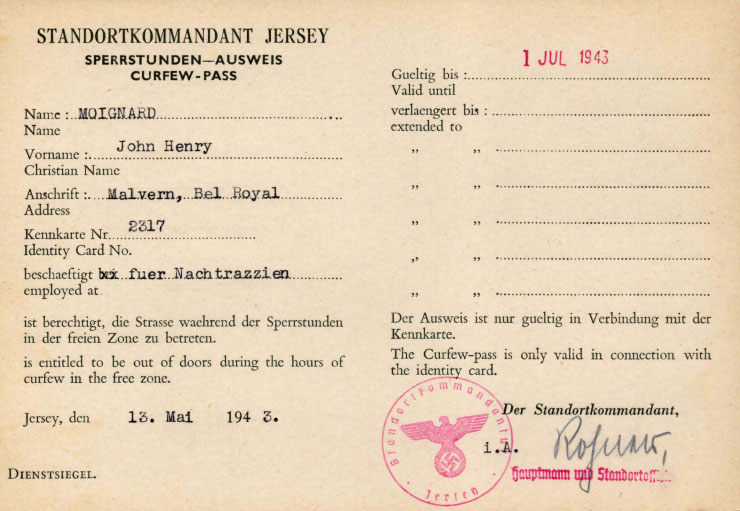 STANDORTKOMMANDANT JERSEY
SPERRSTUNDEN—AUSWEIS
CURFEW-PASS
Name : MOIGNARD
Name
Vorname : John Henry
Christian Name
Anschrift : Malvern, Bel Royal
Address
Kennkarte Nr. 2317
Identity Card No.
beschaeftigt bei fuer Nachtrazzien
employed at
ist berechtigt, die Strasse waehrend der Sperrstunden
in der freien Zone zu betreten.
is entitled to be out of doors during the hours of
curfew in the free zone.
Jersey, den 13. Mai 194 3.
DIENSTSIEGEL.
1 JUL 1943
Gueltig bis :
Valid until
verlaengert bis :
extended to
„ „
„ „
„ „
„ „
„ „
Der Ausweis ist nur gueltig in Verbindung mit der
Kennkarte.
The Curfew-pass is only valid in connection with
the identity card.
Der Standortkommandant,
i.A.
Hauptmann und
Standortkommandantur
Jersey